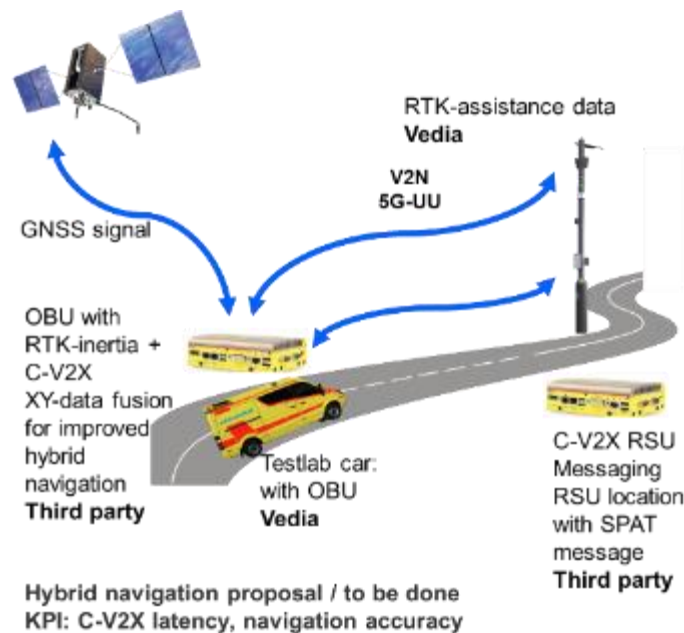 RTK-assistance data
Vedia
V2N
5G-UU
GNSS signal
OBU with
RTK-inertia +
C-V2X
XY-data fusion
for improved
hybrid
navigation
Third party
Testlab car:
with OBU
Vedia
C-V2X RSU
Messaging
RSU location
with SPAT
message
Third party
Hybrid navigation proposal / to be done
KPI: C-V2X latency, navigation accuracy